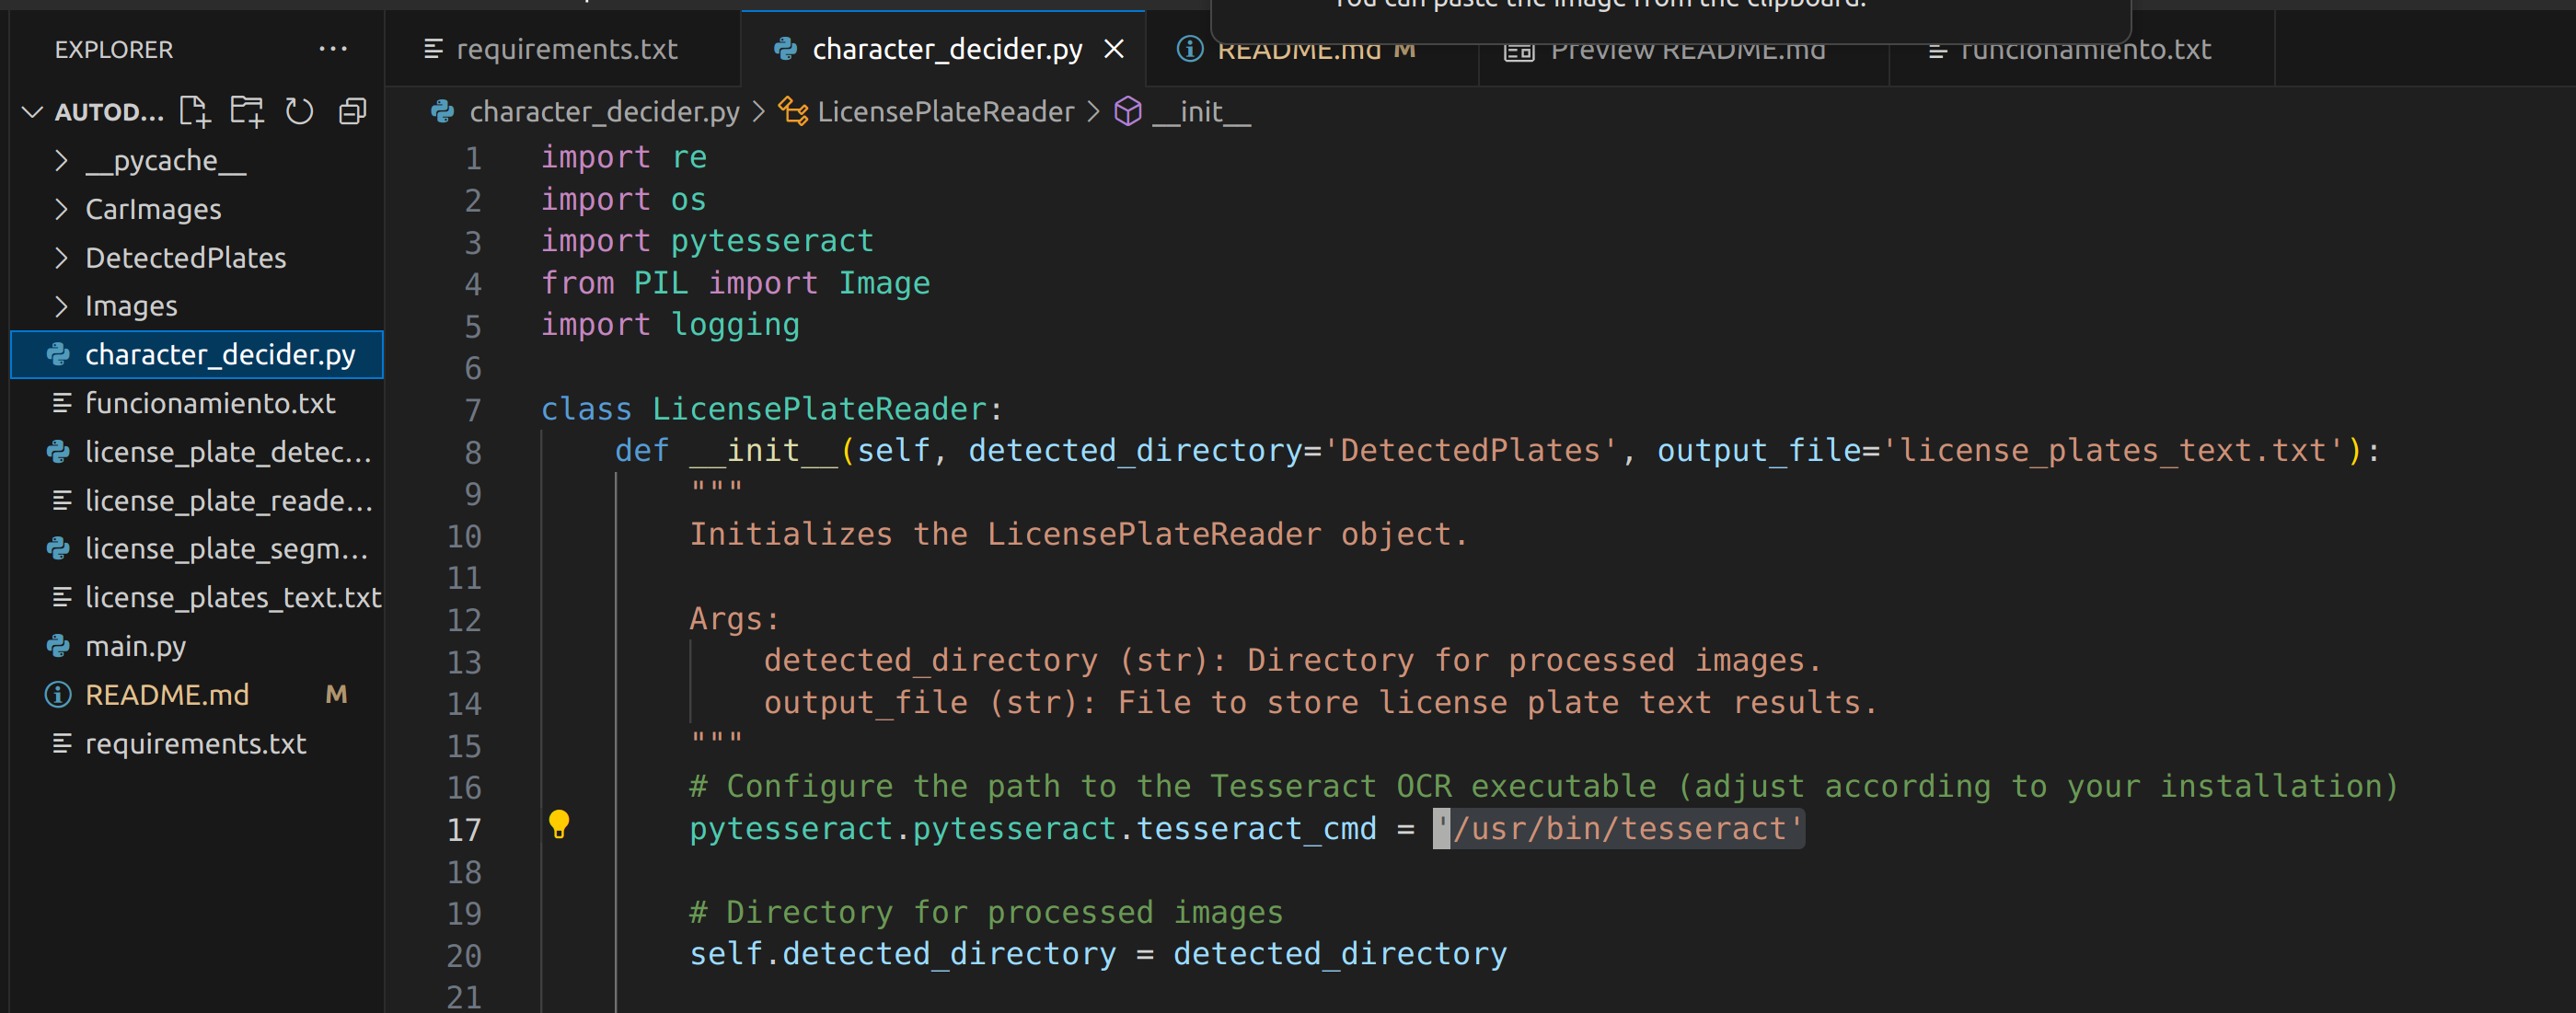 You can paste the image from the clipboard.
EXPLORER ···
requirements.txt
character_decider.py
README.md M
Preview README.md
funcionamiento.txt
AUTOD...
__pycache__
CarImages
DetectedPlates
Images
character_decider.py
funcionamiento.txt
license_plate_detec...
license_plate_reade...
license_plate_segm...
license_plates_text.txt
main.py
README.md M
requirements.txt
character_decider.py > LicensePlateReader > __init__
1 import re
2 import os
3 import pytesseract
4 from PIL import Image
5 import logging
6
7 class LicensePlateReader:
8 def __init__(self, detected_directory='DetectedPlates', output_file='license_plates_text.txt'):
9 """
10 Initializes the LicensePlateReader object.
11
12 Args:
13 detected_directory (str): Directory for processed images.
14 output_file (str): File to store license plate text results.
15 """
16 # Configure the path to the Tesseract OCR executable (adjust according to your installation)
17 pytesseract.pytesseract.tesseract_cmd = '/usr/bin/tesseract'
18
19 # Directory for processed images
20 self.detected_directory = detected_directory
21